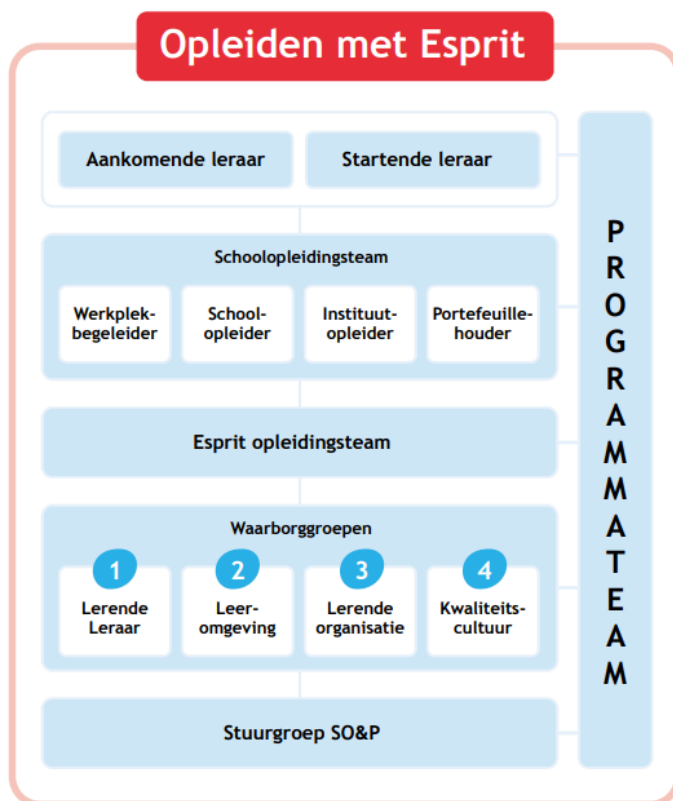 Opleiden met Esprit
Aankomende leraar
Startende leraar
Schoolopleidingsteam
Werkplek-
begeleider
School-
opleider
Instituut-
opleider
Portefeuille-
houder
Esprit opleidingsteam
Waarborggroepen
1
Lerende
Leraar
2
Leer-
omgeving
3
Lerende
organisatie
4
Kwaliteits-
cultuur
Stuurgroep SO&P
PROGRAMMATEAM